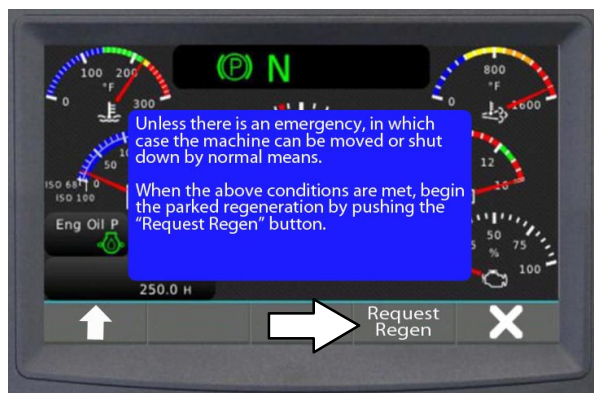 (P) N
100 200
°F
0 300
800
°F
0 1600
Unless there is an emergency, in which
case the machine can be moved or shut
down by normal means.
When the above conditions are met, begin
the parked regeneration by pushing the
“Request Regen” button.
50
ISO 68 0
ISO 100
12
16
Eng Oil P
50 75
%
100
250.0 H
Request
Regen